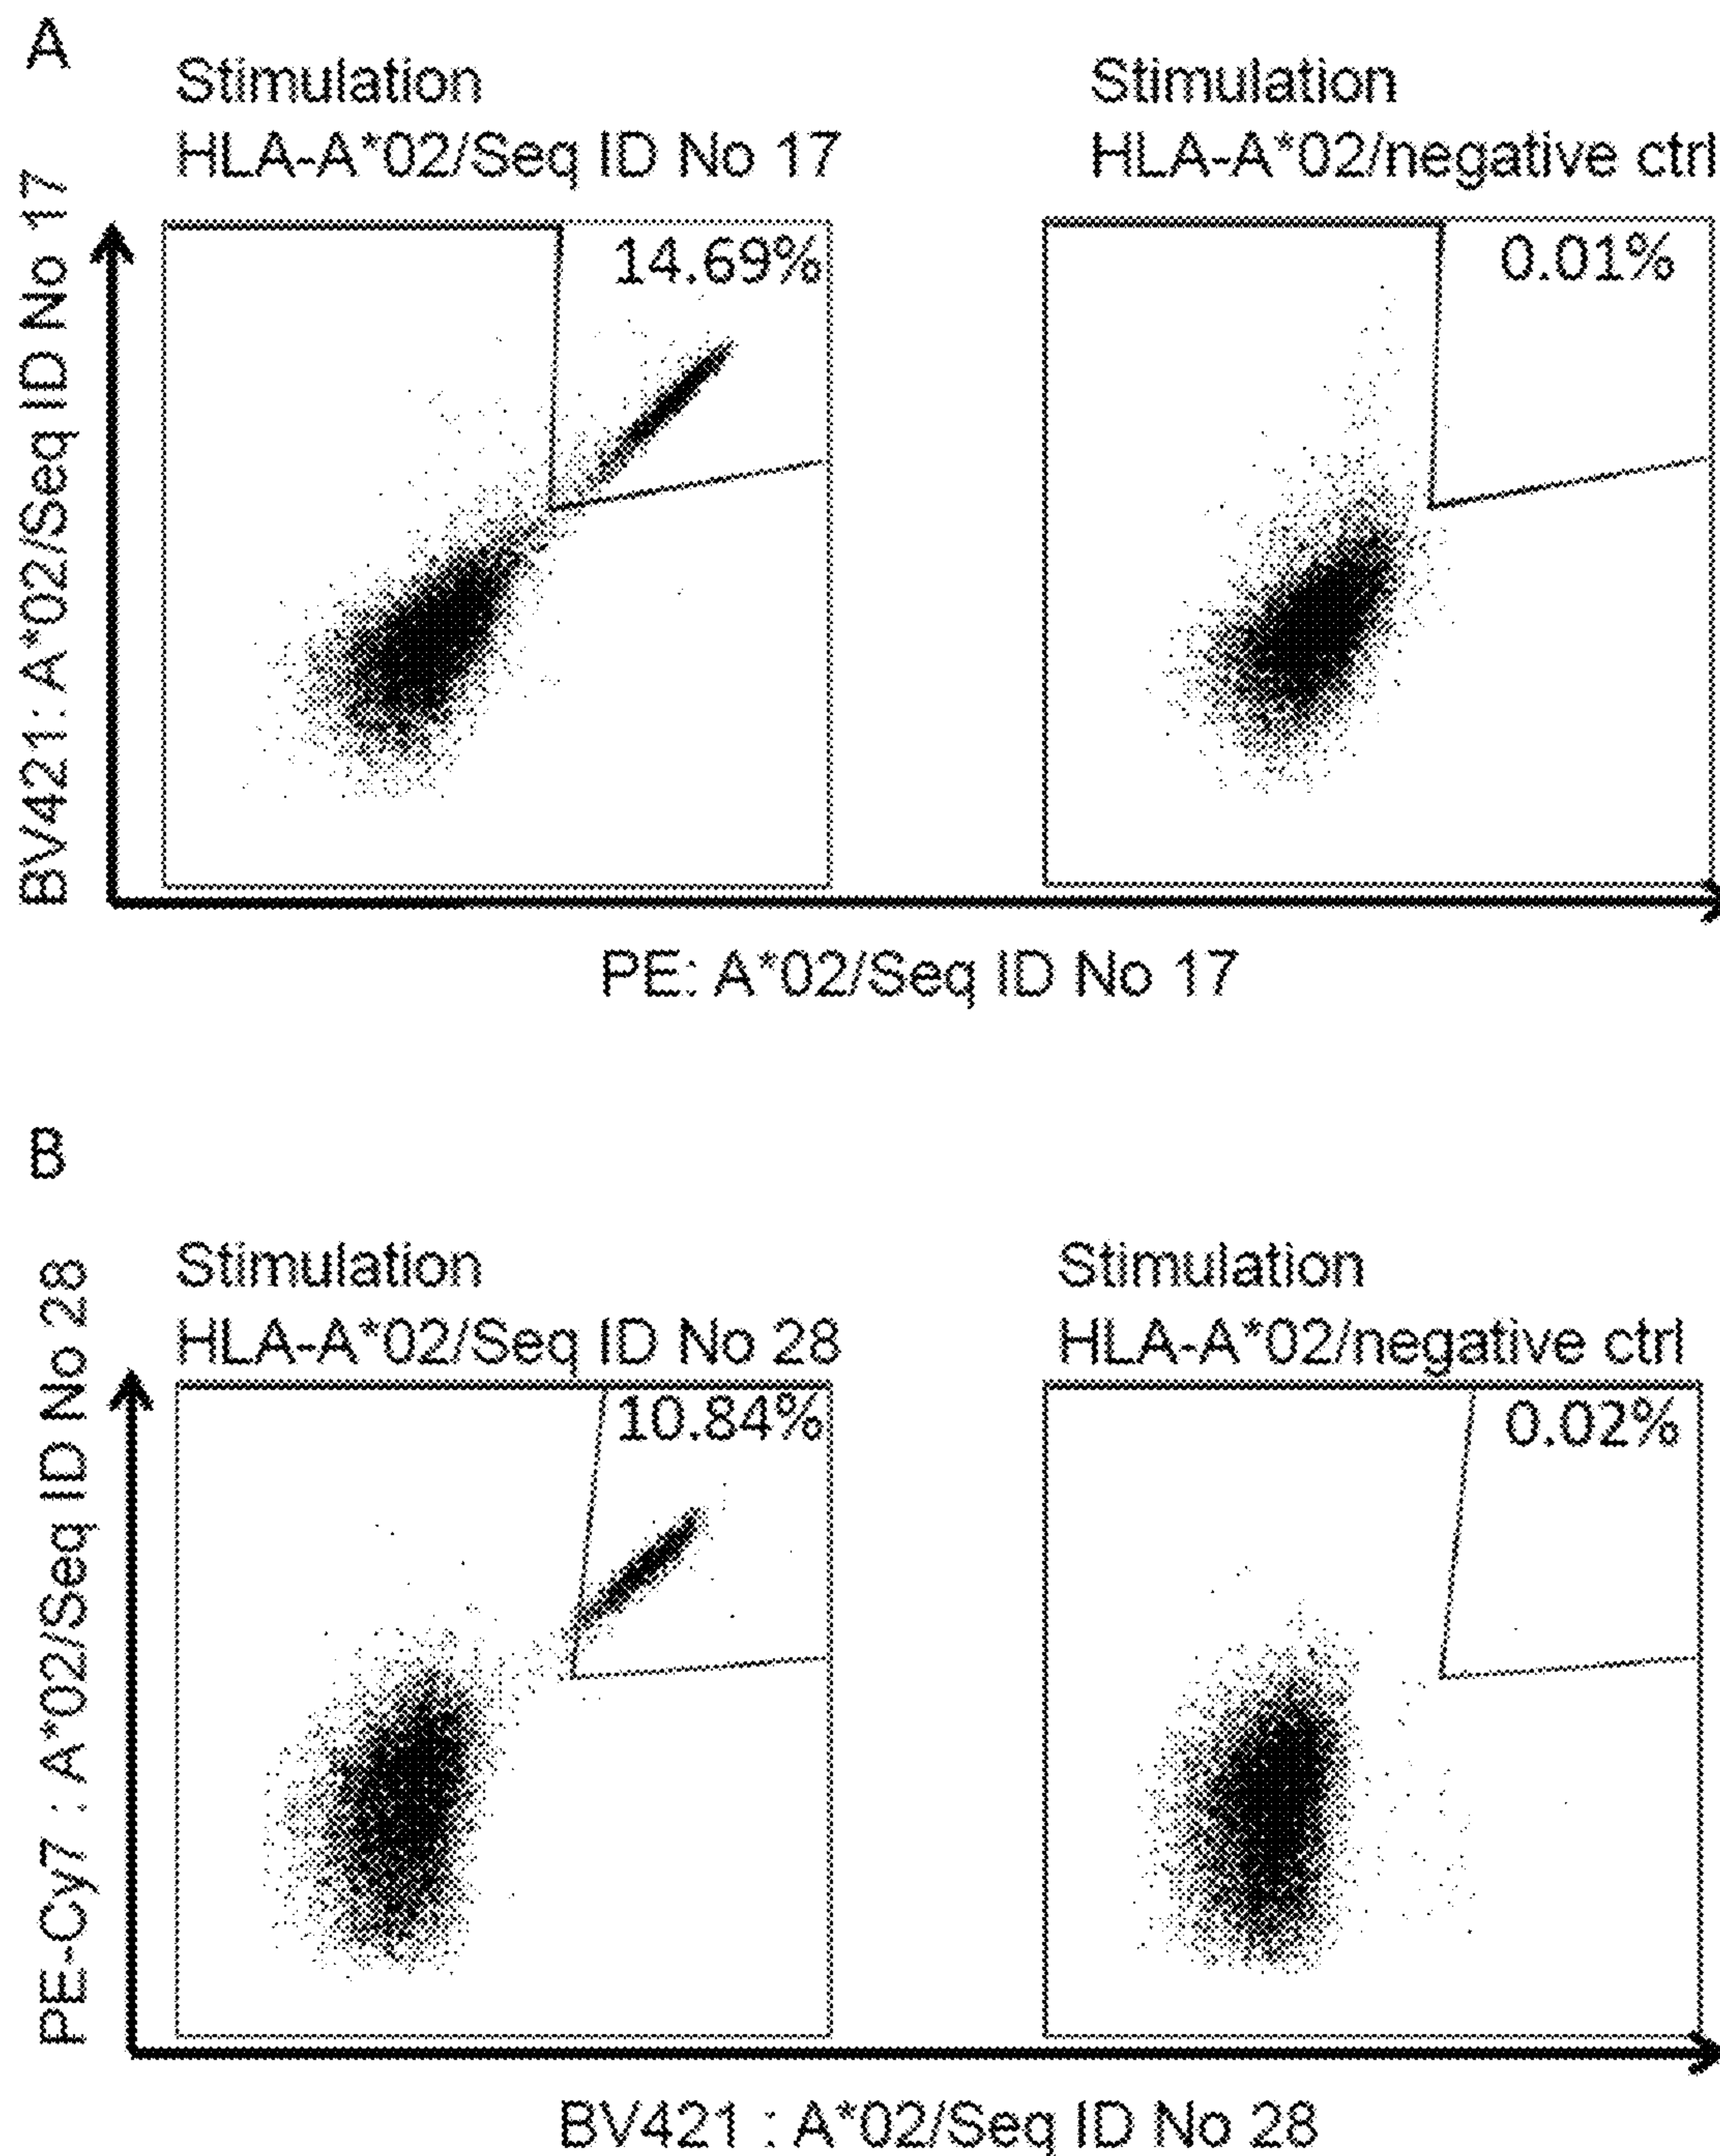 A
Stimulation
HLA-A*02/Seq ID No 17
Stimulation
HLA-A*02/negative ctrl
BV421: A*02/Seq ID No 17
14.69%
0.01%
PE: A*02/Seq ID No 17
B
Stimulation
HLA-A*02/Seq ID No 28
Stimulation
HLA-A*02/negative ctrl
PE-Cy7 : A*02/Seq ID No 28
10.84%
0.02%
BV421 : A*02/Seq ID No 28